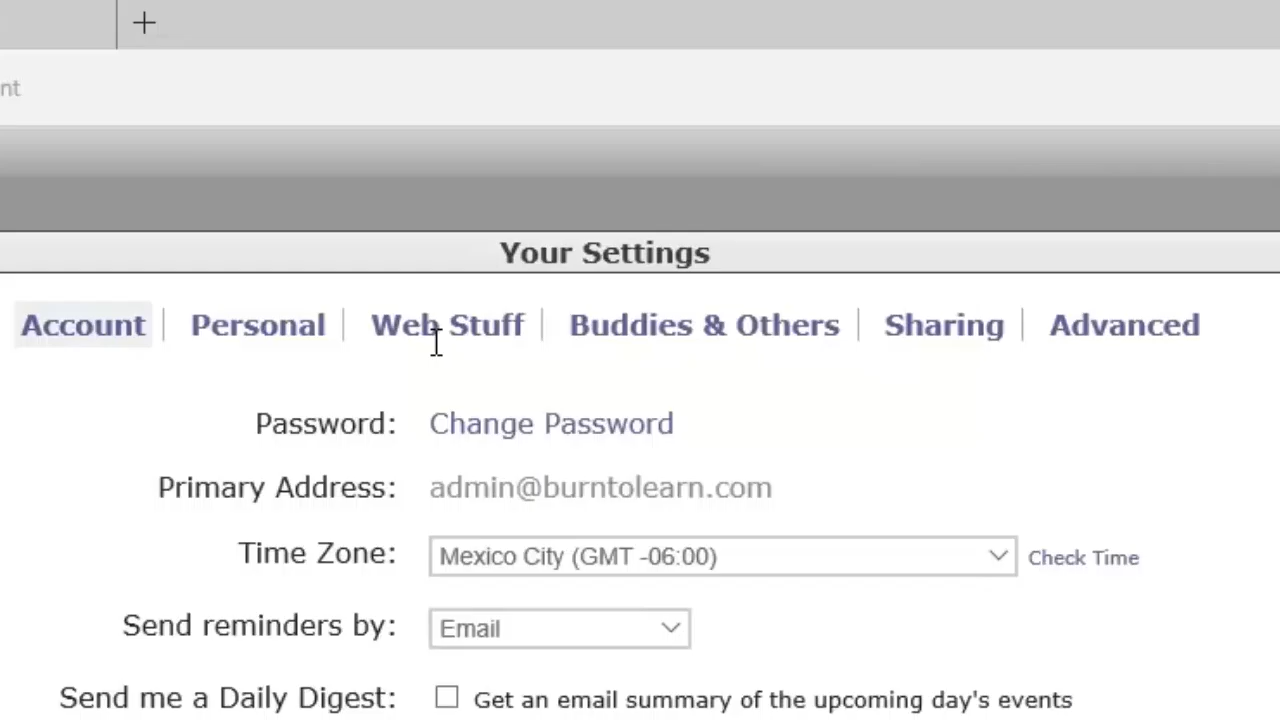 nt
Your Settings
Account Personal Web Stuff Buddies & Others Sharing Advanced
Password: Change Password
Primary Address: admin@burntolearn.com
Time Zone: Mexico City (GMT -06:00) Check Time
Send reminders by: Email
Send me a Daily Digest: Get an email summary of the upcoming day's events